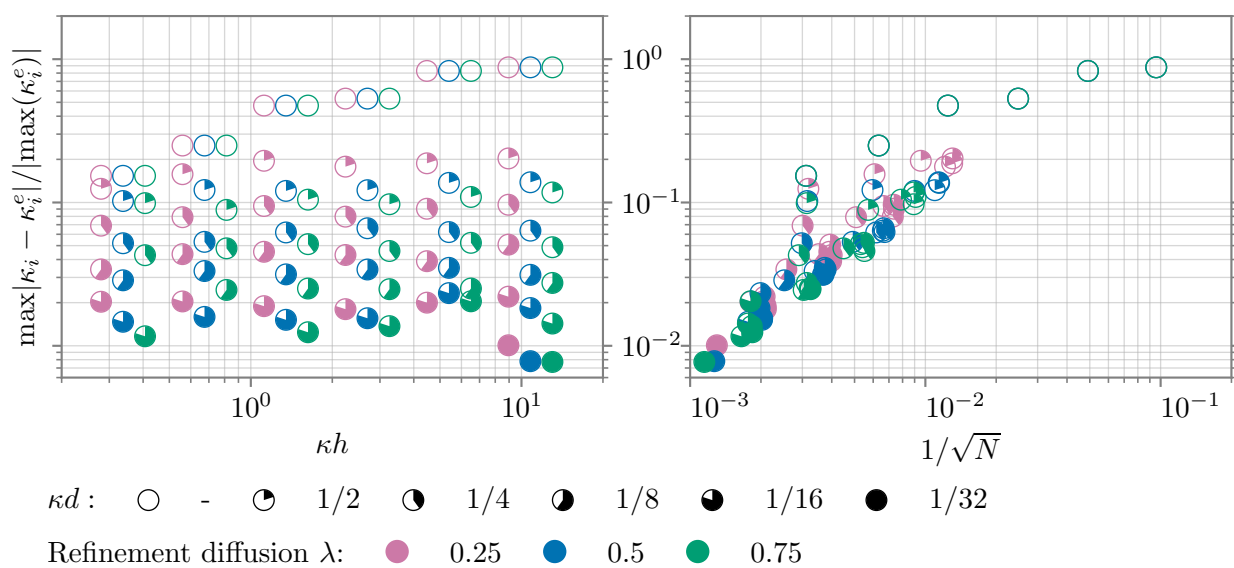 max |κ_i − κ_i^e| / |max(κ_i^e)|
10^0
10^−1
10^−2
10^0
10^1
10^−3
10^−2
10^−1
κh
1/√N
κd : - 1/2 1/4 1/8 1/16 1/32
Refinement diffusion λ: 0.25 0.5 0.75